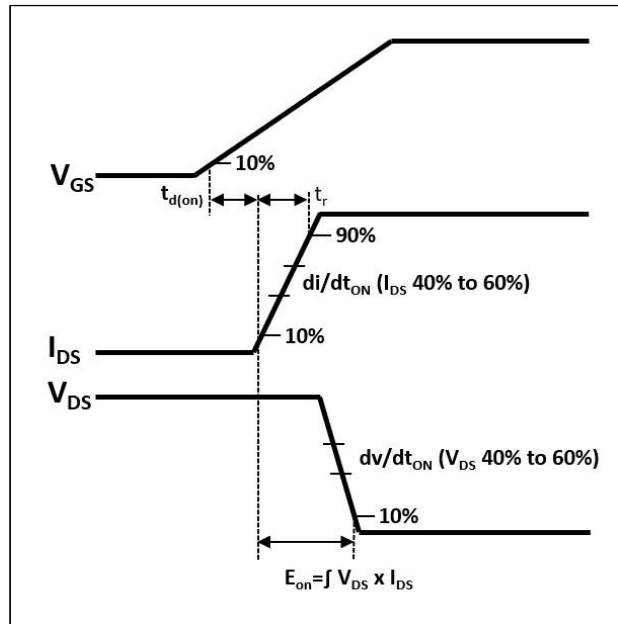 10%
V_GS
t_d(on)
t_r
90%
di/dt_ON (I_DS 40% to 60%)
10%
I_DS
V_DS
dv/dt_ON (V_DS 40% to 60%)
10%
E_on=∫ V_DS x I_DS